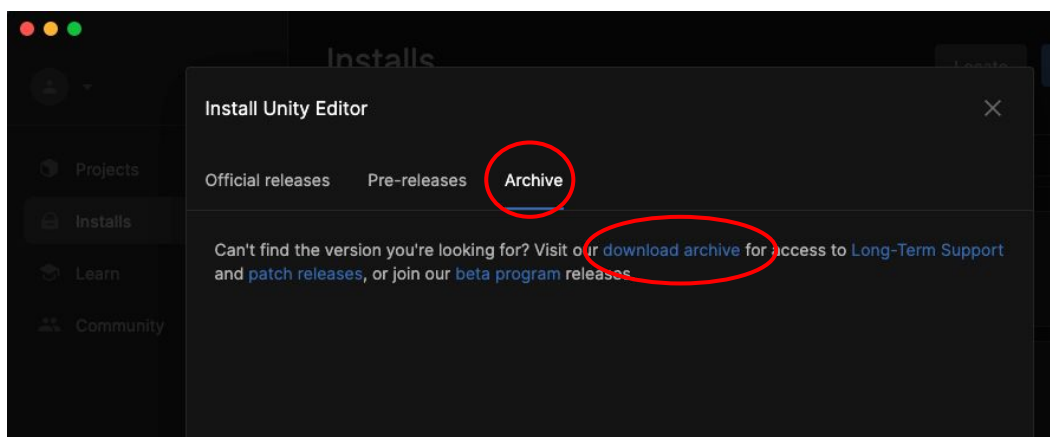 Installs
Locate
Install Unity Editor
Projects
Official releases Pre-releases Archive
Installs
Can't find the version you're looking for? Visit our download archive for access to Long-Term Support
and patch releases, or join our beta program releases.
Learn
Community